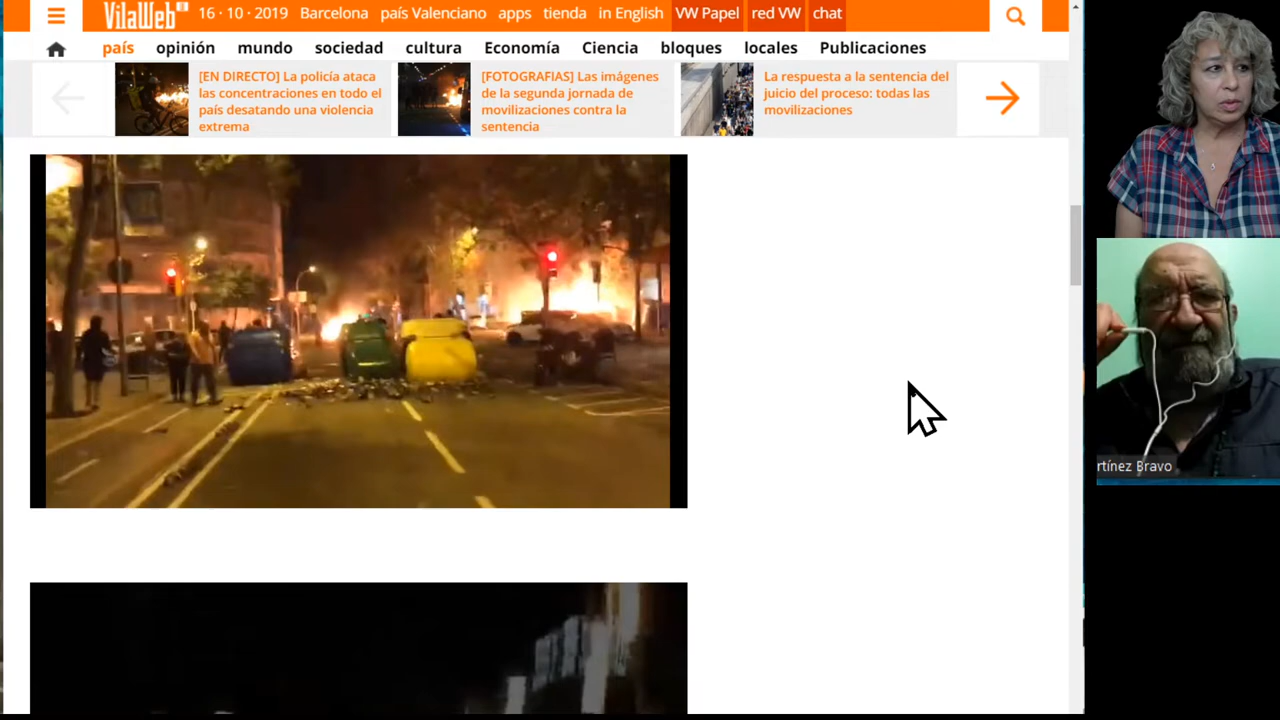 VilaWeb
16 · 10 · 2019 Barcelona país Valenciano apps tienda in English VW Papel red VW chat
país opinión mundo sociedad cultura Economía Ciencia bloques locales Publicaciones
[EN DIRECTO] La policía ataca
las concentraciones en todo el
país desatando una violencia
extrema
[FOTOGRAFIAS] Las imágenes
de la segunda jornada de
movilizaciones contra la
sentencia
La respuesta a la sentencia del
juicio del proceso: todas las
movilizaciones
rtínez Bravo